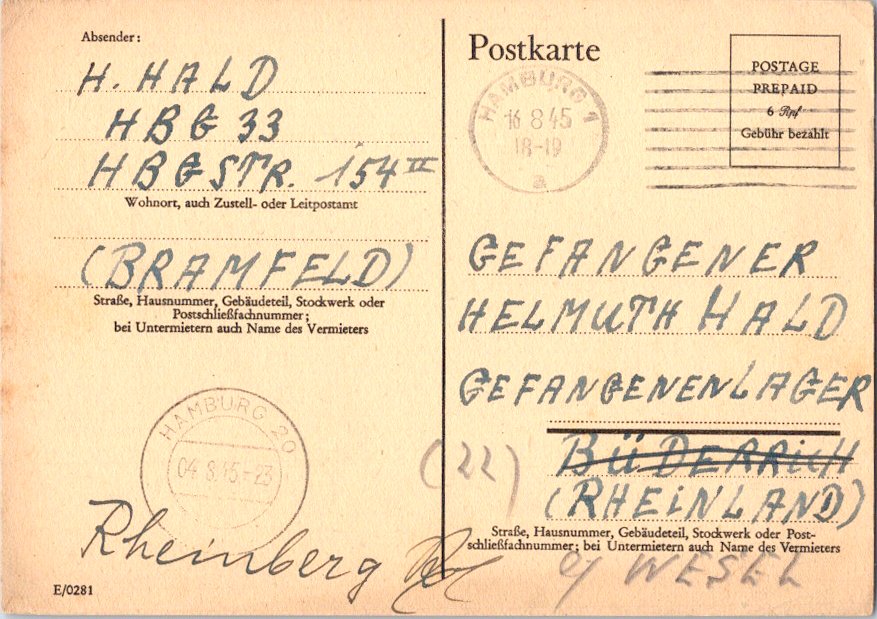 Absender:
H. HALD
HBG 33
HBGSTR. 154 II
Wohnort, auch Zustell- oder Leitpostamt
(BRAMFELD)
Straße, Hausnummer, Gebäudeteil, Stockwerk oder
Postschließfachnummer;
bei Untermietern auch Name des Vermieters
HAMBURG 20
04.8.45-23
Rheinberg
E/0281
Postkarte
HAMBURG 1
16 8 45
18-19
a
POSTAGE
PREPAID
6 Rpf
Gebühr bezahlt
GEFANGENER
HELMUTH HALD
GEFANGENENLAGER
(22) BÜDERRICH
(RHEINLAND)
Straße, Hausnummer, Gebäudeteil, Stockwerk oder Post-
schließfachnummer; bei Untermietern auch Name des Vermieters
WESEL